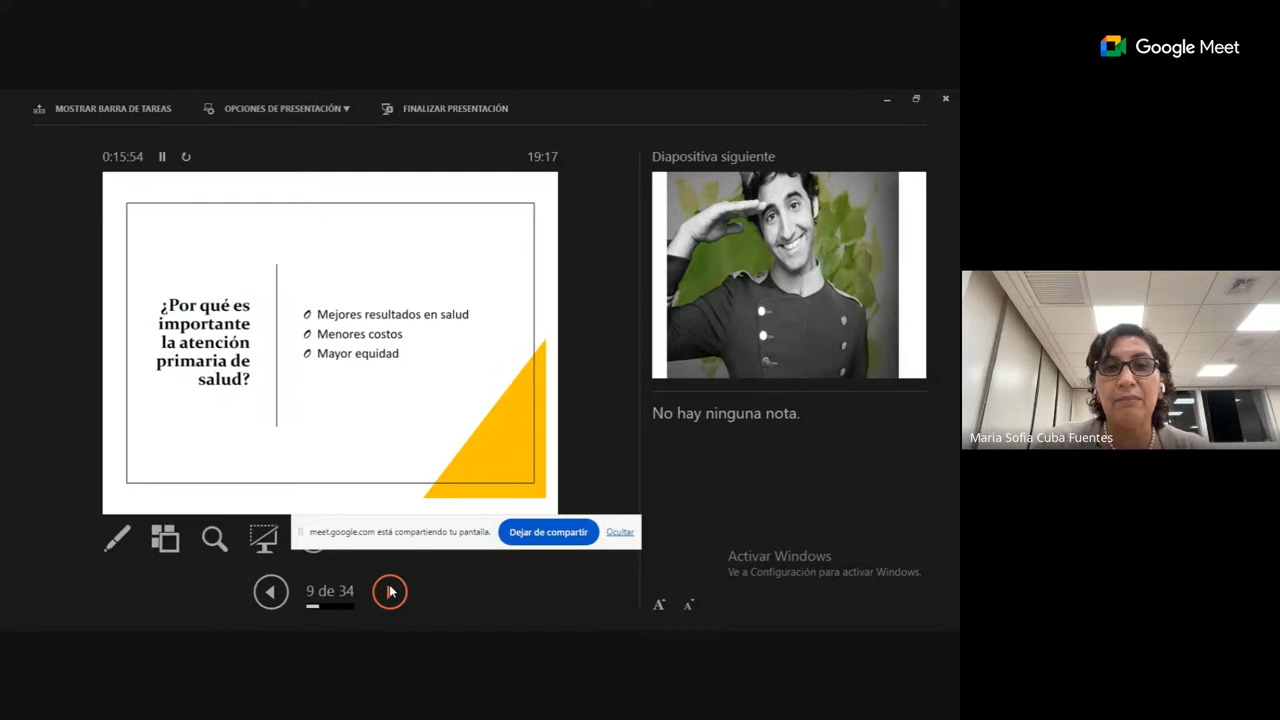 Google Meet
MOSTRAR BARRA DE TAREAS
OPCIONES DE PRESENTACIÓN
FINALIZAR PRESENTACIÓN
0:15:54
19:17
Diapositiva siguiente
¿Por qué es
importante
la atención
primaria de
salud?
Mejores resultados en salud
Menores costos
Mayor equidad
No hay ninguna nota.
Maria Sofia Cuba Fuentes
meet.google.com está compartiendo tu pantalla.
Dejar de compartir
Ocultar
Activar Windows
Ve a Configuración para activar Windows.
9 de 34
A A